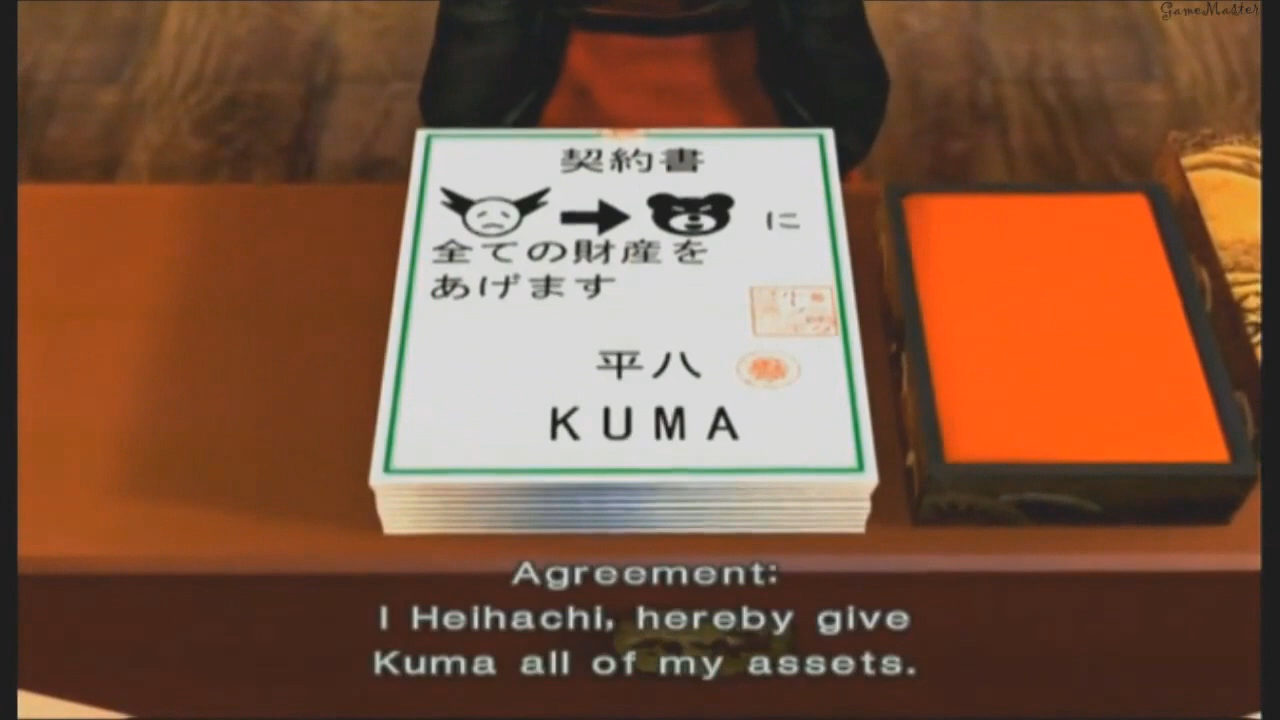 GameMaster
契約書
に
全ての財産を
あげます
平八
KUMA
Agreement:
I Heihachi, hereby give
Kuma all of my assets.